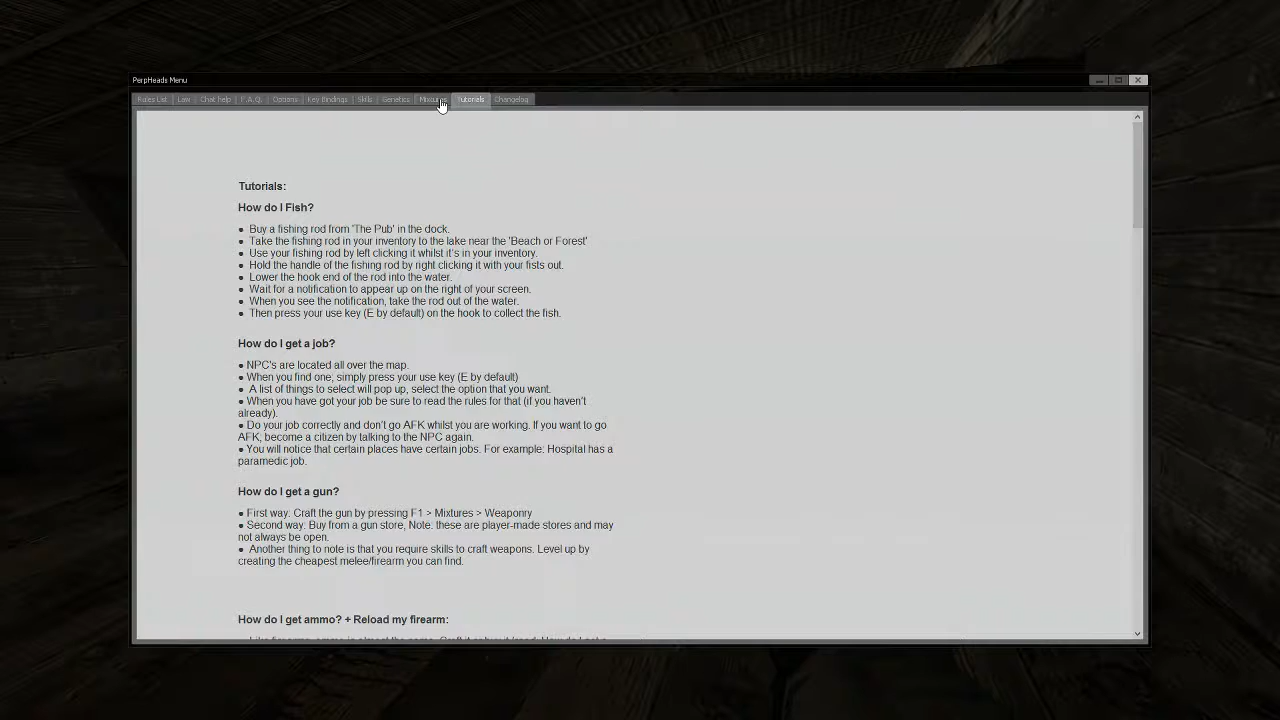 PerpHeads Menu
Rules List Law Chat help F.A.Q. Options Key Bindings Skills Genetics Mixtures Tutorials Changelog
Tutorials:
How do I Fish?
● Buy a fishing rod from 'The Pub' in the dock.
● Take the fishing rod in your inventory to the lake near the 'Beach or Forest'
● Use your fishing rod by left clicking it whilst it's in your inventory.
● Hold the handle of the fishing rod by right clicking it with your fists out.
● Lower the hook end of the rod into the water.
● Wait for a notification to appear up on the right of your screen.
● When you see the notification, take the rod out of the water.
● Then press your use key (E by default) on the hook to collect the fish.
How do I get a job?
● NPC's are located all over the map.
● When you find one; simply press your use key (E by default)
● A list of things to select will pop up, select the option that you want.
● When you have got your job be sure to read the rules for that (if you haven't
already).
● Do your job correctly and don't go AFK whilst you are working. If you want to go
AFK; become a citizen by talking to the NPC again.
● You will notice that certain places have certain jobs. For example: Hospital has a
paramedic job.
How do I get a gun?
● First way: Craft the gun by pressing F1 > Mixtures > Weaponry
● Second way: Buy from a gun store, Note: these are player-made stores and may
not always be open.
● Another thing to note is that you require skills to craft weapons. Level up by
creating the cheapest melee/firearm you can find.
How do I get ammo? + Reload my firearm: